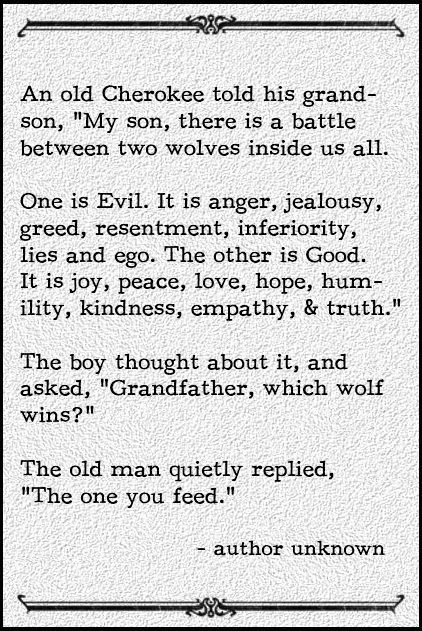 An old Cherokee told his grand-
son, "My son, there is a battle
between two wolves inside us all.
One is Evil. It is anger, jealousy,
greed, resentment, inferiority,
lies and ego. The other is Good.
It is joy, peace, love, hope, hum-
ility, kindness, empathy, & truth."
The boy thought about it, and
asked, "Grandfather, which wolf
wins?"
The old man quietly replied,
"The one you feed."
- author unknown